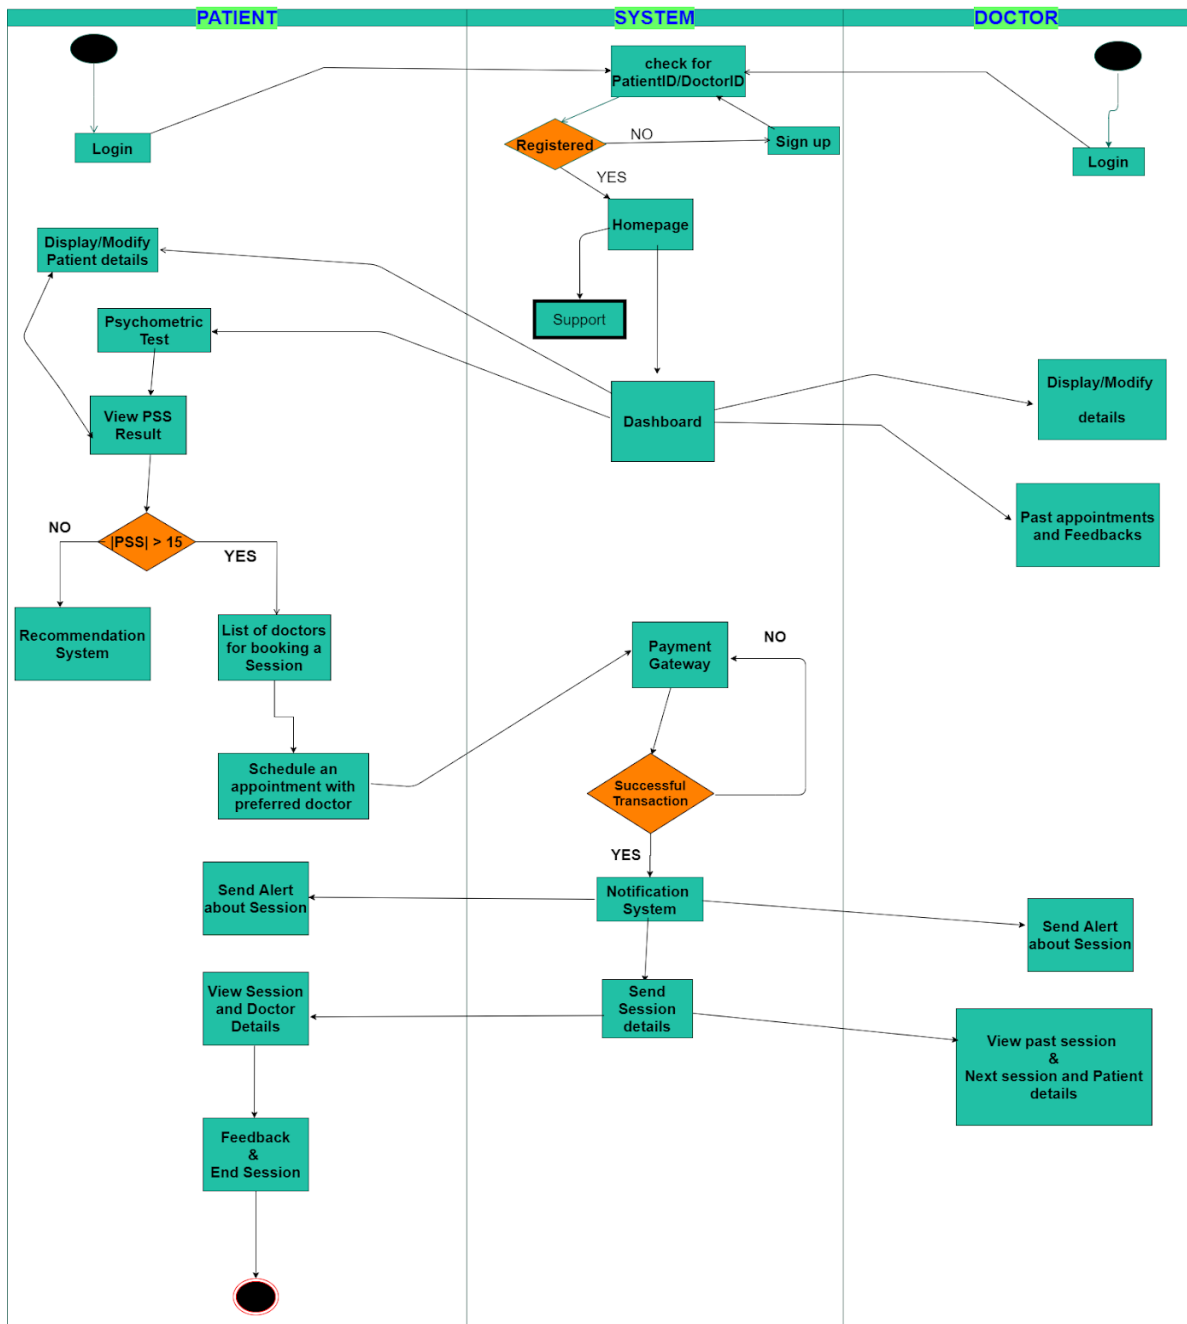 PATIENT
SYSTEM
DOCTOR
check for
PatientID/DoctorID
Login
Registered
NO
Sign up
Login
YES
Homepage
Display/Modify
Patient details
Support
Psychometric
Test
View PSS
Result
Dashboard
Display/Modify
details
Past appointments
and Feedbacks
NO
|PSS| > 15
YES
Recommendation
System
List of doctors
for booking a
Session
Payment
Gateway
NO
Schedule an
appointment with
preferred doctor
Successful
Transaction
YES
Send Alert
about Session
Notification
System
Send Alert
about Session
View Session
and Doctor
Details
Send
Session
details
View past session
&
Next session and Patient
details
Feedback
&
End Session